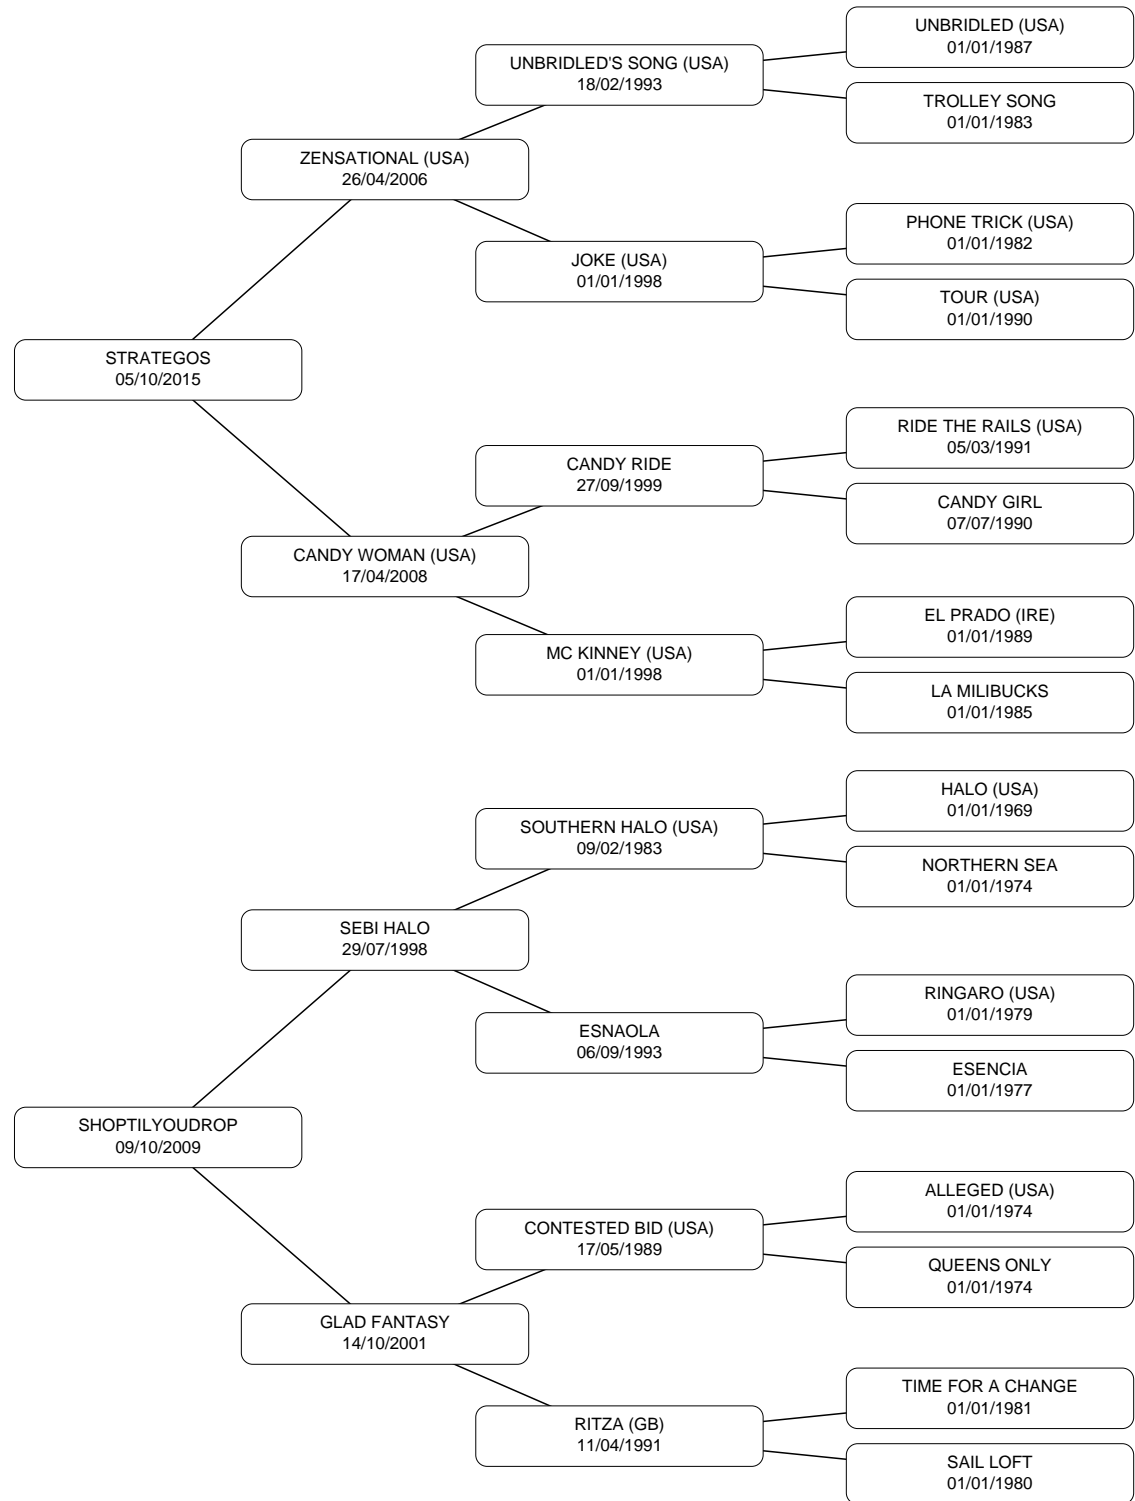 UNBRIDLED (USA)
01/01/1987
UNBRIDLED'S SONG (USA)
18/02/1993
TROLLEY SONG
01/01/1983
ZENSATIONAL (USA)
26/04/2006
PHONE TRICK (USA)
01/01/1982
JOKE (USA)
01/01/1998
TOUR (USA)
01/01/1990
STRATEGOS
05/10/2015
RIDE THE RAILS (USA)
05/03/1991
CANDY RIDE
27/09/1999
CANDY GIRL
07/07/1990
CANDY WOMAN (USA)
17/04/2008
EL PRADO (IRE)
01/01/1989
MC KINNEY (USA)
01/01/1998
LA MILIBUCKS
01/01/1985
HALO (USA)
01/01/1969
SOUTHERN HALO (USA)
09/02/1983
NORTHERN SEA
01/01/1974
SEBI HALO
29/07/1998
RINGARO (USA)
01/01/1979
ESNAOLA
06/09/1993
ESENCIA
01/01/1977
SHOPTILYOUDROP
09/10/2009
ALLEGED (USA)
01/01/1974
CONTESTED BID (USA)
17/05/1989
QUEENS ONLY
01/01/1974
GLAD FANTASY
14/10/2001
TIME FOR A CHANGE
01/01/1981
RITZA (GB)
11/04/1991
SAIL LOFT
01/01/1980